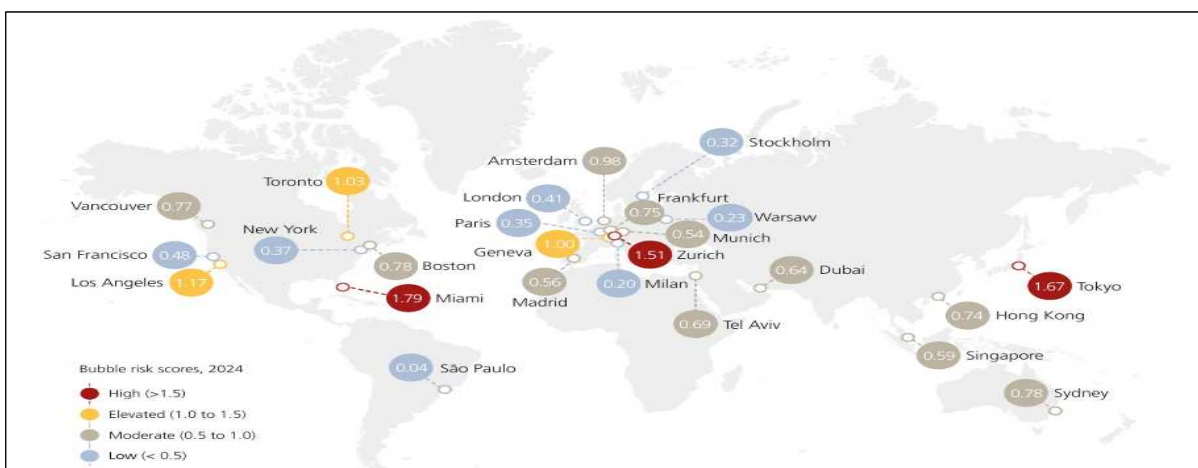 Stockholm 0.32
Amsterdam 0.98
Toronto 1.03
London 0.41
Frankfurt 0.75
Vancouver 0.77
Paris 0.35
Warsaw 0.23
New York 0.37
Munich 0.54
Geneva 1.00
San Francisco 0.48
Boston 0.78
Zurich 1.51
Los Angeles 1.17
Miami 1.79
Madrid 0.56
Milan 0.20
Dubai 0.64
Tokyo 1.67
Tel Aviv 0.69
Hong Kong 0.74
Singapore 0.59
São Paulo 0.04
Sydney 0.78
Bubble risk scores, 2024
High (>1.5)
Elevated (1.0 to 1.5)
Moderate (0.5 to 1.0)
Low (< 0.5)